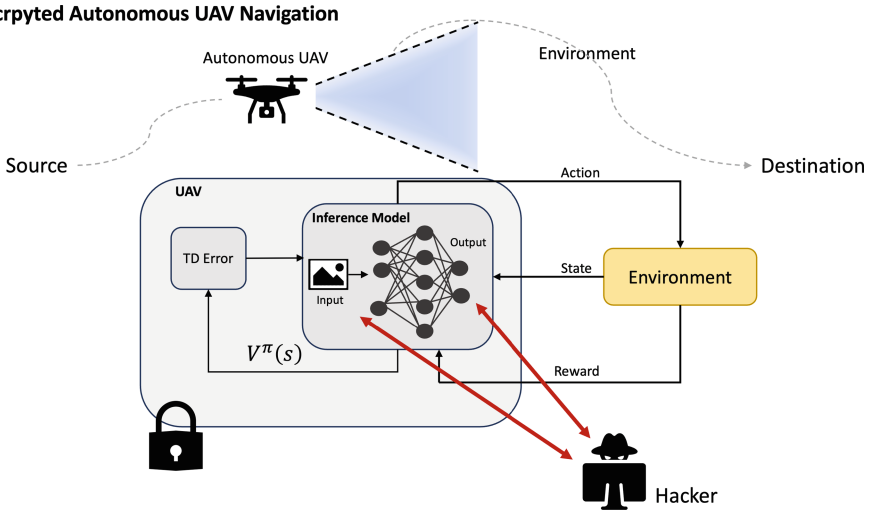 crpyted Autonomous UAV Navigation
Autonomous UAV
Environment
Source
Destination
UAV
Action
Inference Model
Output
TD Error
Input
State
Environment
V^π(s)
Reward
Hacker